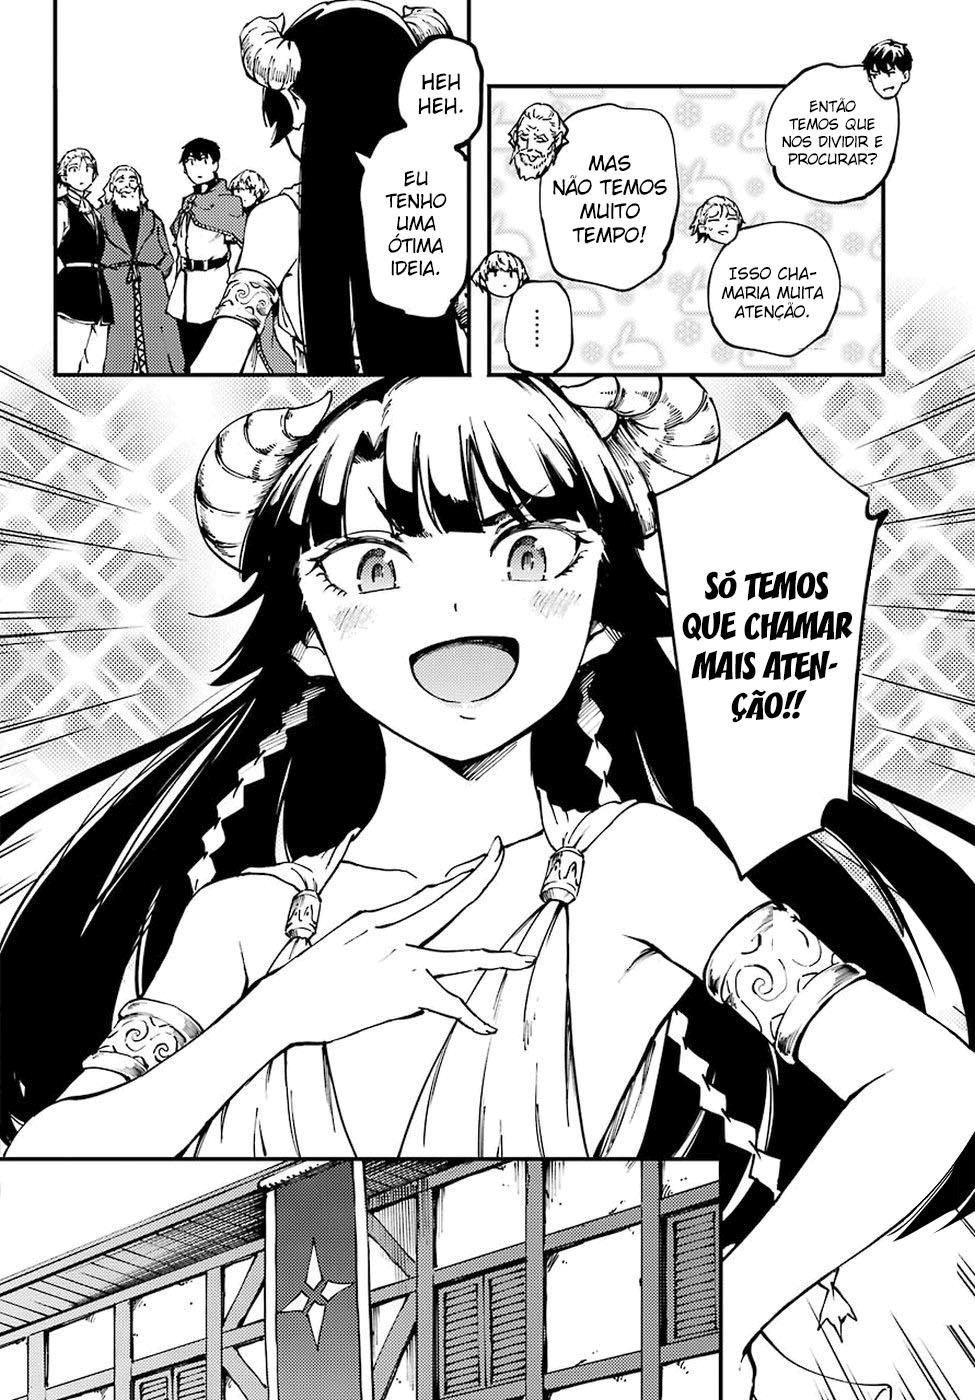 ENTÃO
TEMOS QUE
NOS DIVIDIR E
PROCURAR?
MAS
NÃO TEMOS
MUITO
TEMPO!
ISSO CHA-
MARIA MUITA
ATENÇÃO.
......
HEH
HEH.
EU
TENHO
UMA
ÓTIMA
IDEIA.
SÓ TEMOS
QUE CHAMAR
MAIS ATEN-
ÇÃO!!